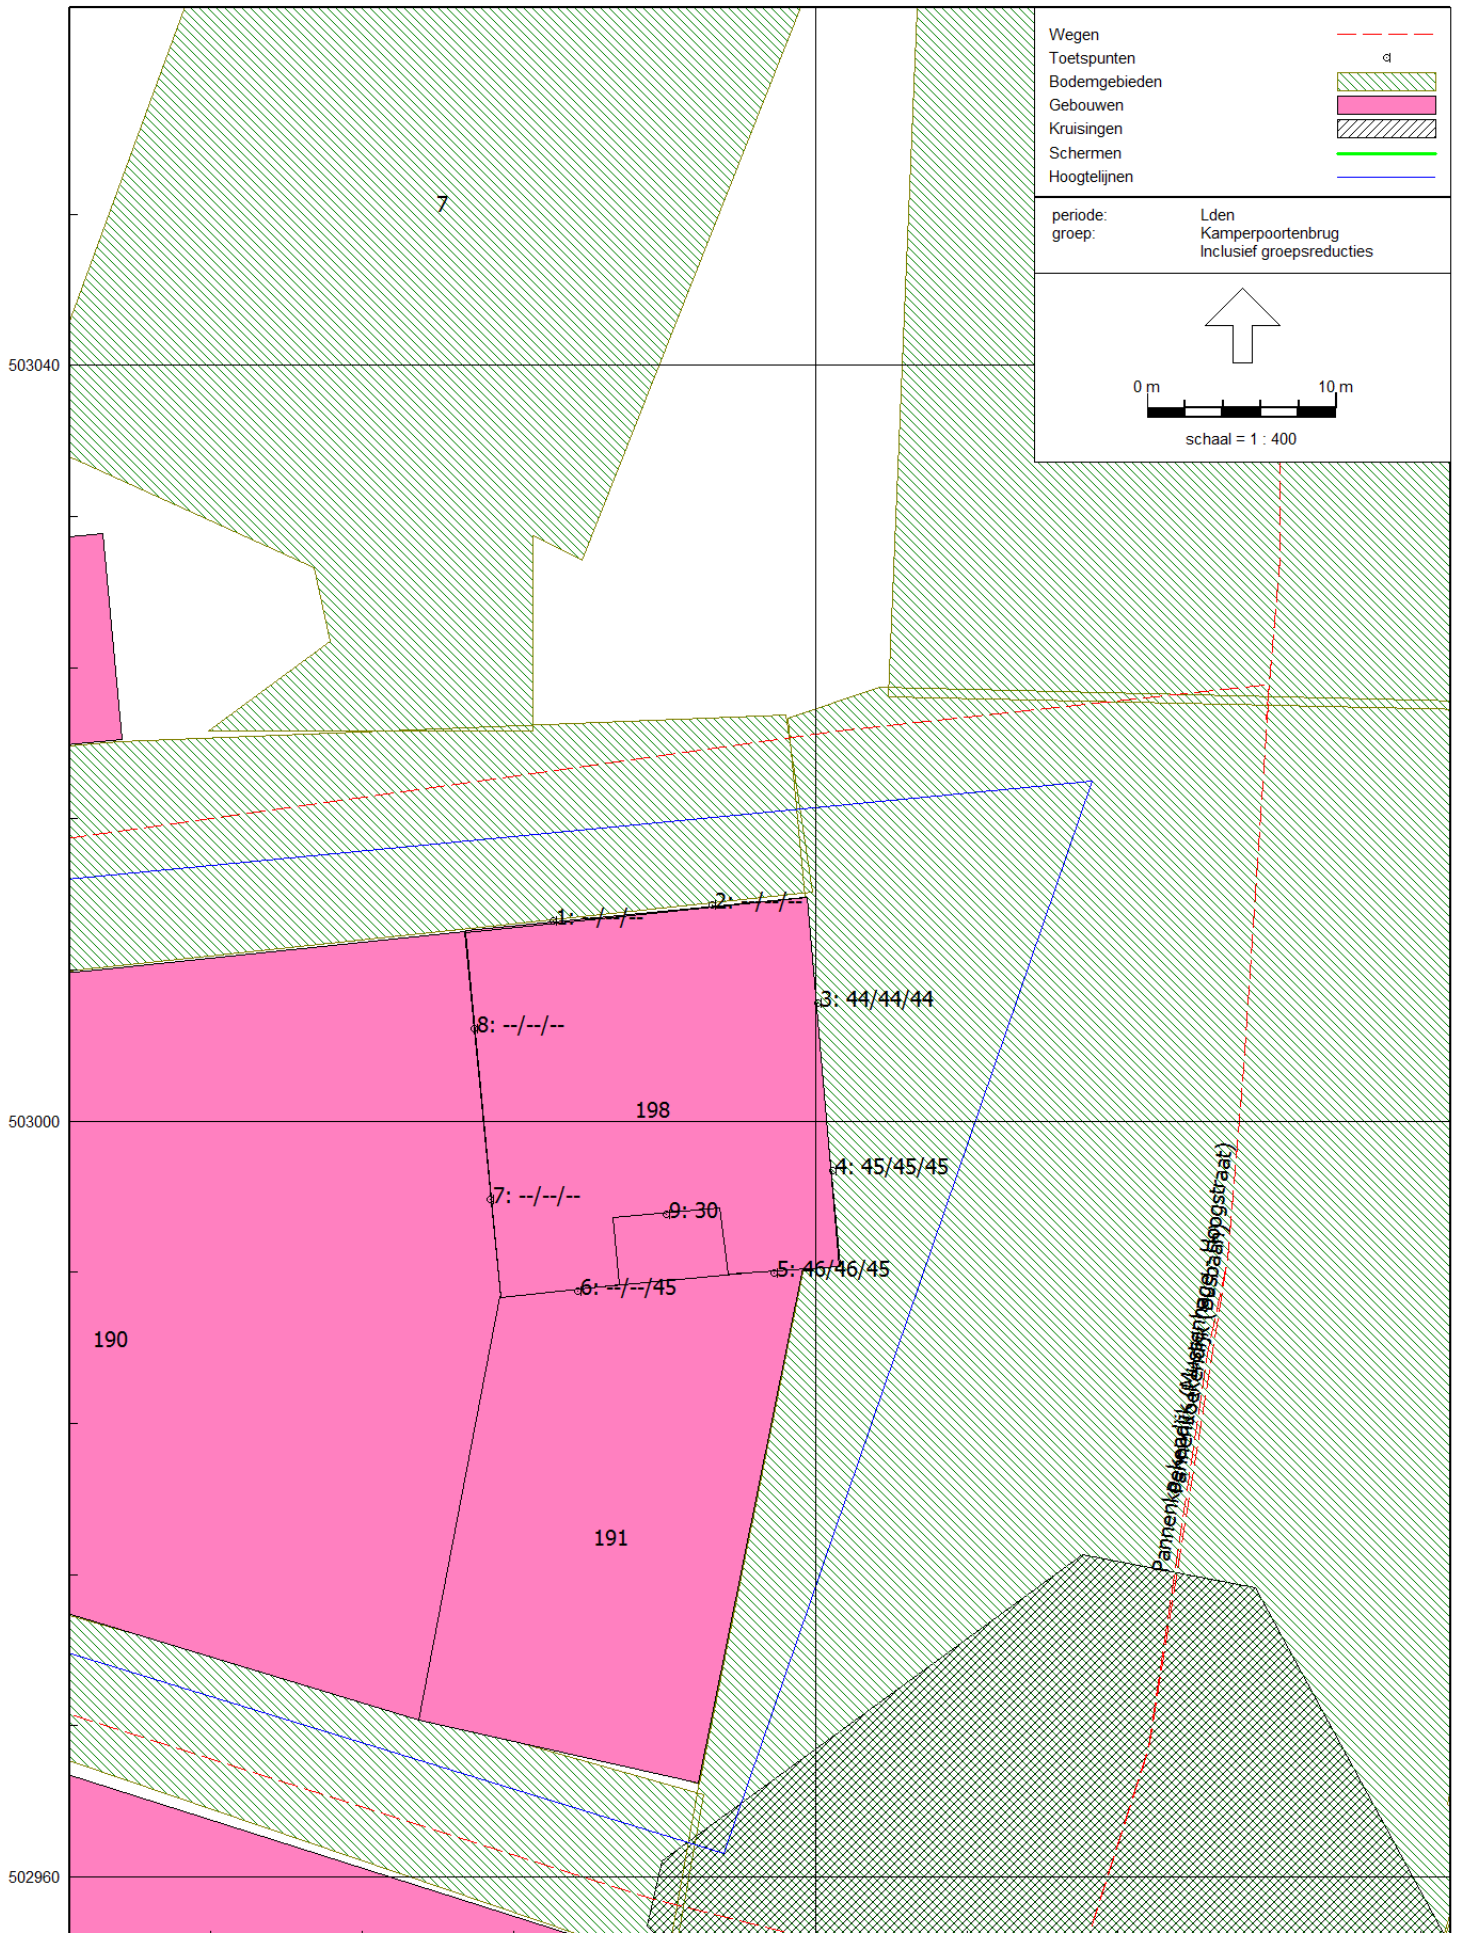 Wegen
Toetspunten
Bodemgebieden
Gebouwen
Kruisingen
Schermen
Hoogtelijnen
periode: Lden
groep: Kamperpoortenbrug
Inclusief groepsreducties
0 m 10 m
schaal = 1 : 400
7
503040
1: --/--/--
2: --/--/--
3: 44/44/44
8: --/--/--
198
503000
4: 45/45/45
7: --/--/--
9: 30
5: 46/46/45
6: --/--/45
190
191
Hoogstraat)
502960